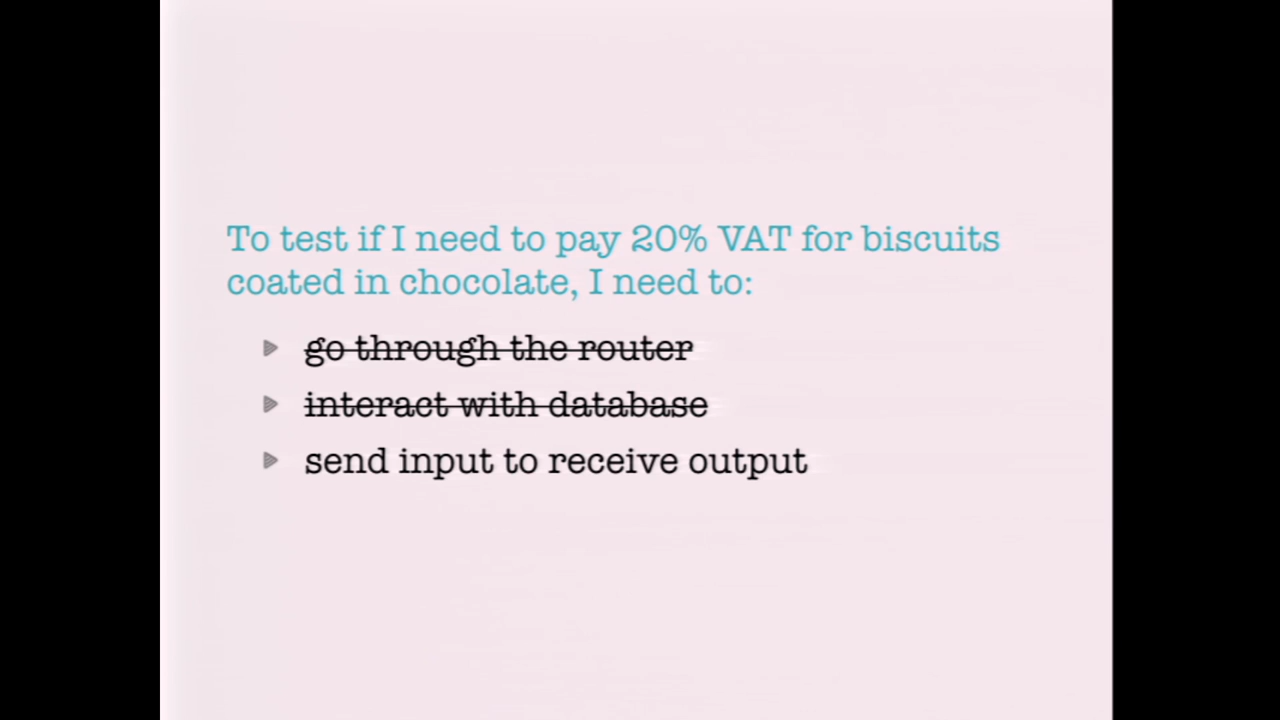 To test if I need to pay 20% VAT for biscuits
coated in chocolate, I need to:
go through the router
interact with database
send input to receive output